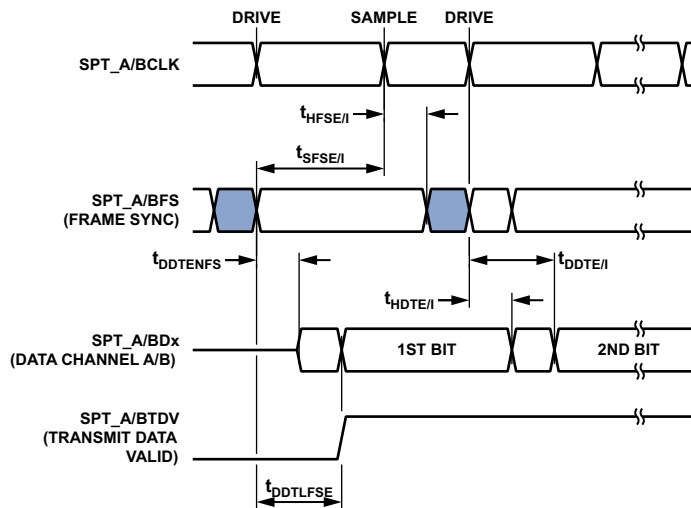 DRIVE SAMPLE DRIVE
SPT_A/BCLK
tHFSE/I
tSFSE/I
SPT_A/BFS
(FRAME SYNC)
tDDTENFS
tDDTE/I
tHDTE/I
SPT_A/BDx
(DATA CHANNEL A/B)
1ST BIT
2ND BIT
SPT_A/BTDV
(TRANSMIT DATA
VALID)
tDDTLFSE